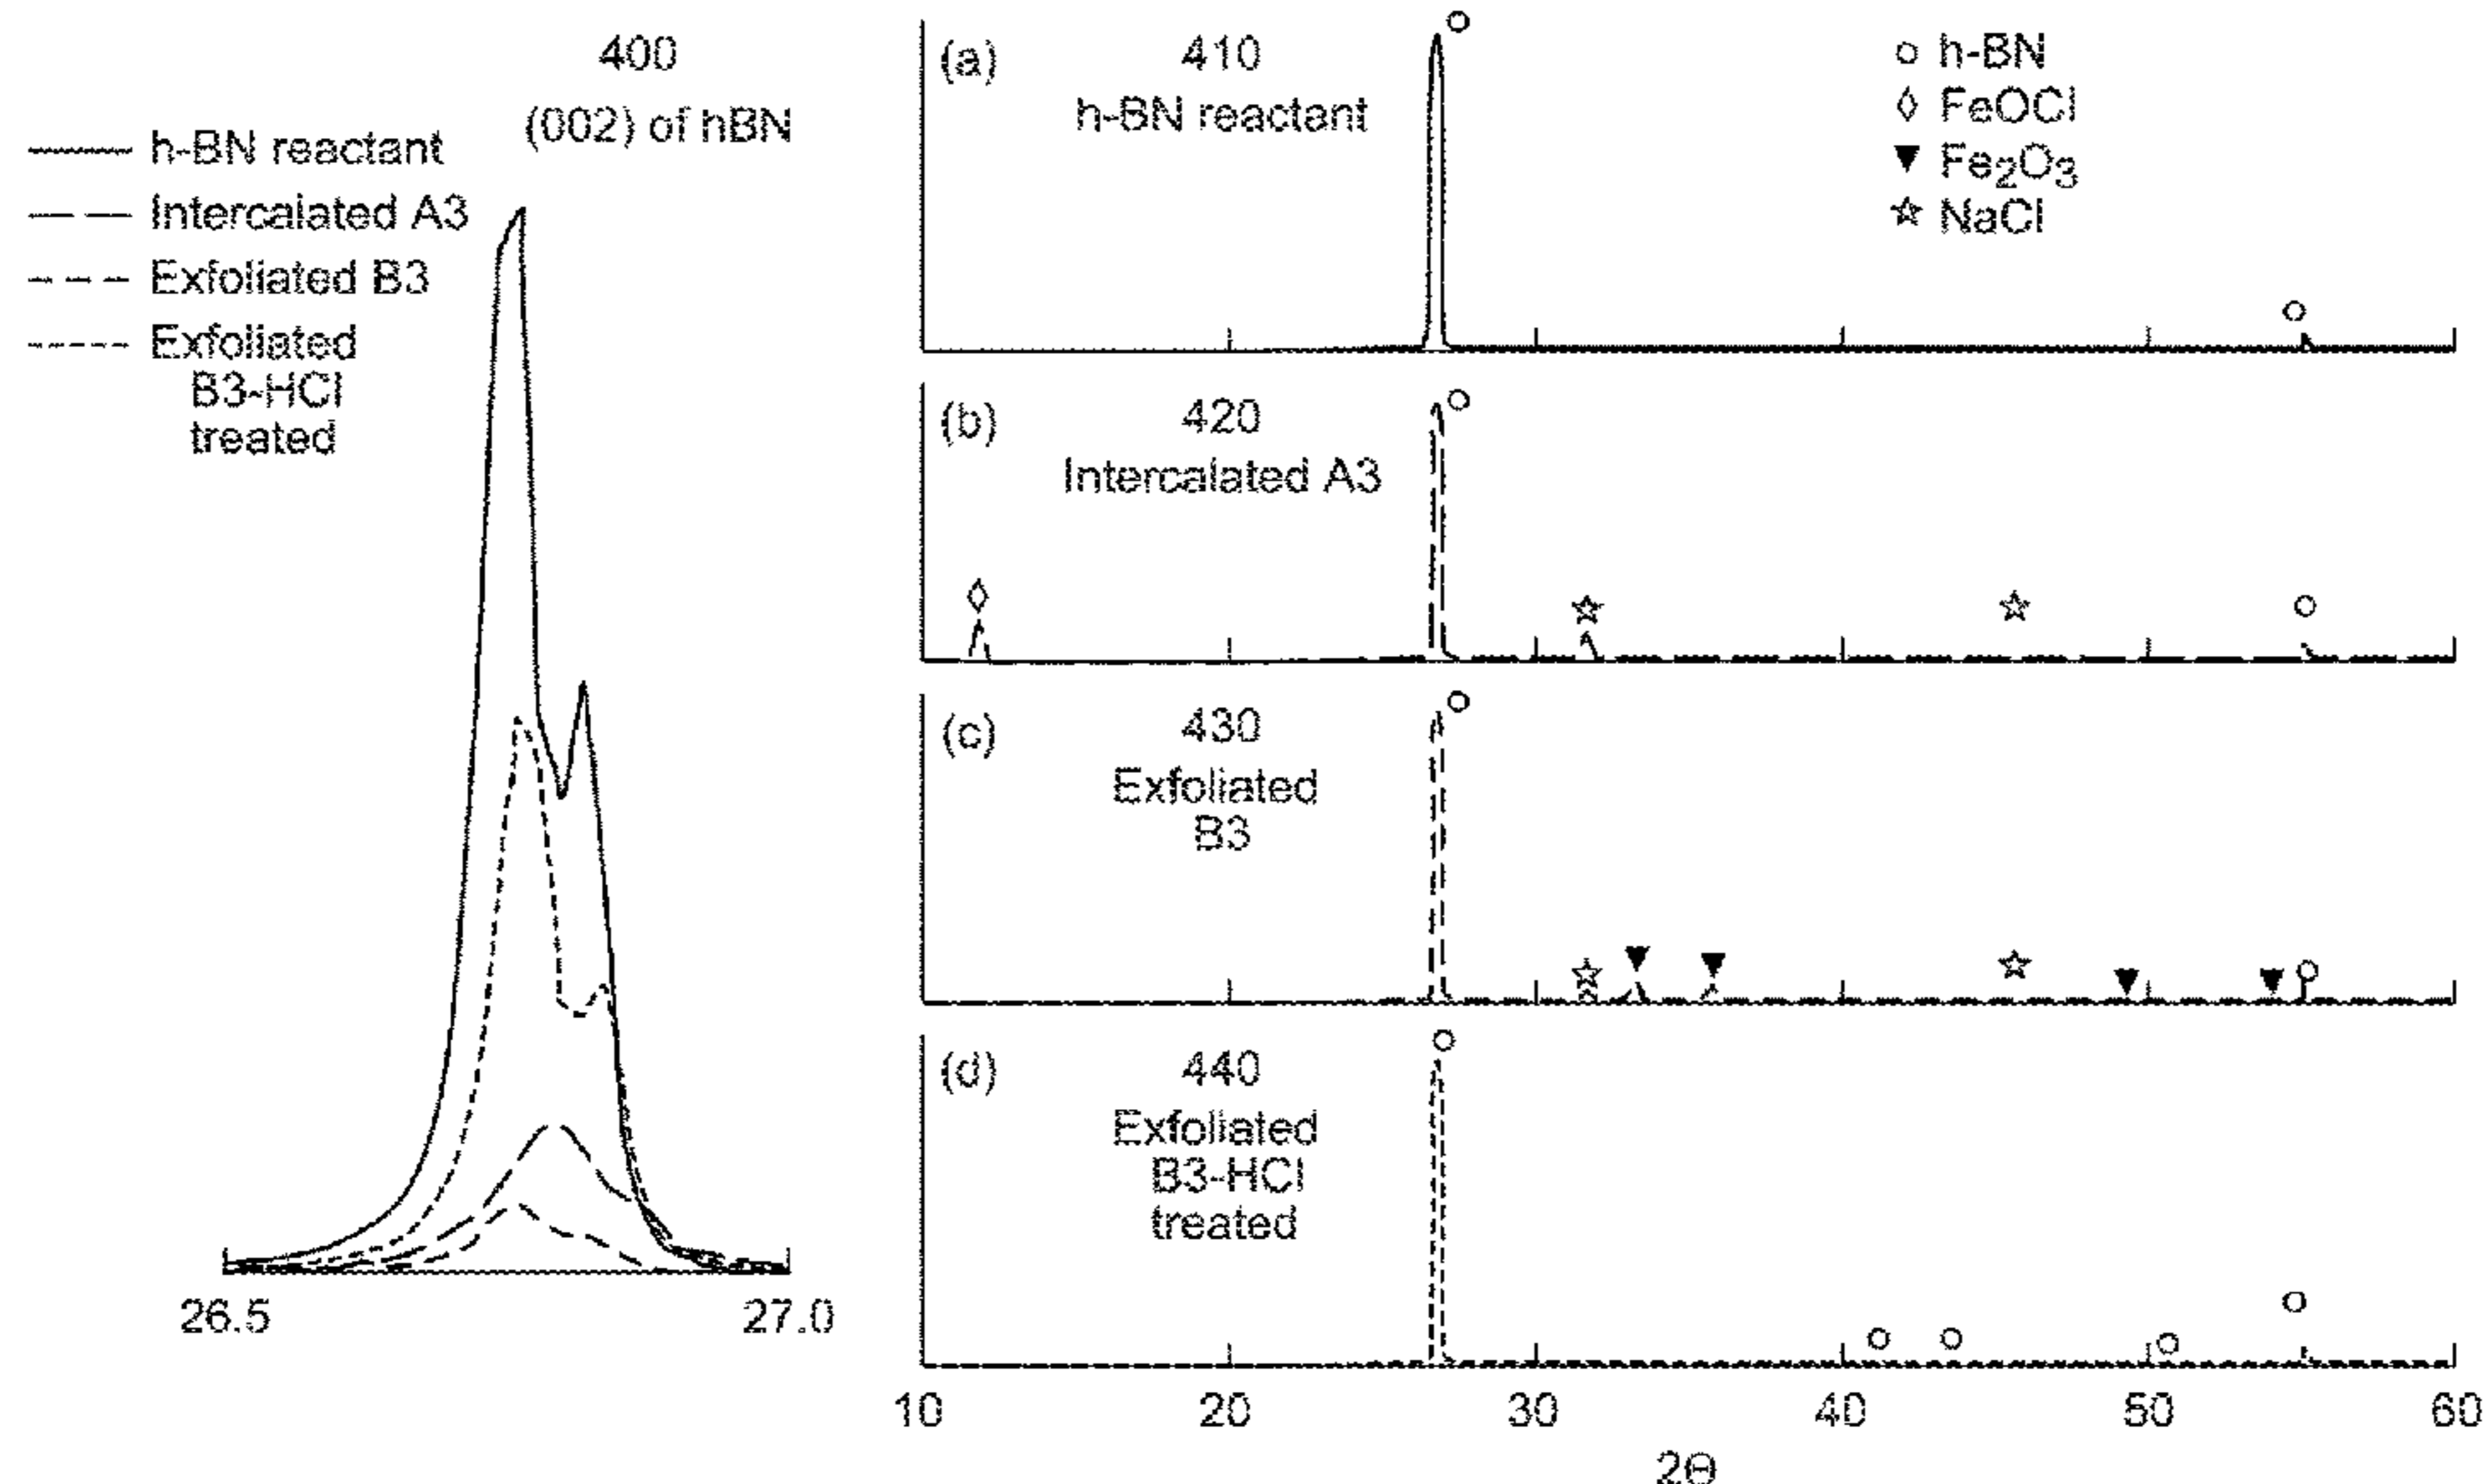 400
(002) of hBN
h-BN reactant
Intercalated A3
Exfoliated B3
Exfoliated
B3-HCl
treated
26.5
27.0
(a)
410
h-BN reactant
h-BN
FeOCl
Fe₂O₃
NaCl
(b)
420
Intercalated A3
(c)
430
Exfoliated
B3
(d)
440
Exfoliated
B3-HCl
treated
10
20
30
40
50
60
2Θ